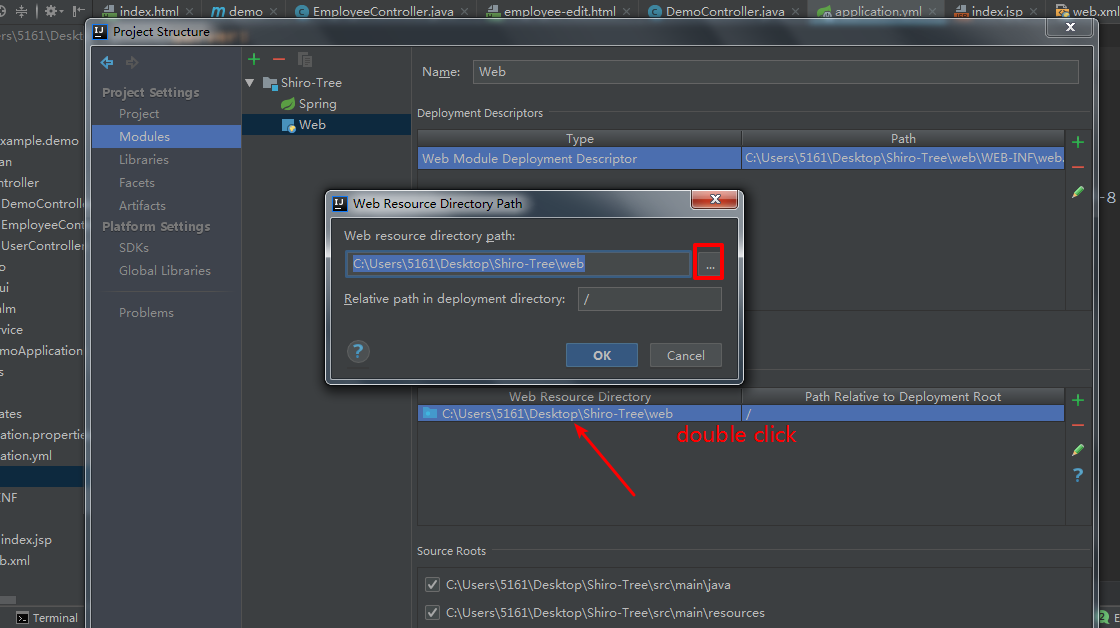 index.html
demo
EmployeeController.java
employee-edit.html
DemoController.java
application.yml
index.jsp
web.xml
ers\5161\Deskt
Project Structure
Project Settings
Project
Modules
Libraries
Facets
Artifacts
Platform Settings
SDKs
Global Libraries
Problems
Shiro-Tree
Spring
Web
Name: Web
Deployment Descriptors
Type Path
Web Module Deployment Descriptor C:\Users\5161\Desktop\Shiro-Tree\web\WEB-INF\web.
Web Resource Directory Path
Web resource directory path:
C:\Users\5161\Desktop\Shiro-Tree\web
...
Relative path in deployment directory: /
?
OK
Cancel
Web Resource Directory Path Relative to Deployment Root
C:\Users\5161\Desktop\Shiro-Tree\web /
double click
?
Source Roots
C:\Users\5161\Desktop\Shiro-Tree\src\main\java
C:\Users\5161\Desktop\Shiro-Tree\src\main\resources
xample.demo
an
ntroller
DemoControlle
EmployeeCont
UserController
o
ui
alm
rvice
moApplication
s
ates
ation.propertie
ation.yml
NF
index.jsp
b.xml
Terminal
-8
2 E